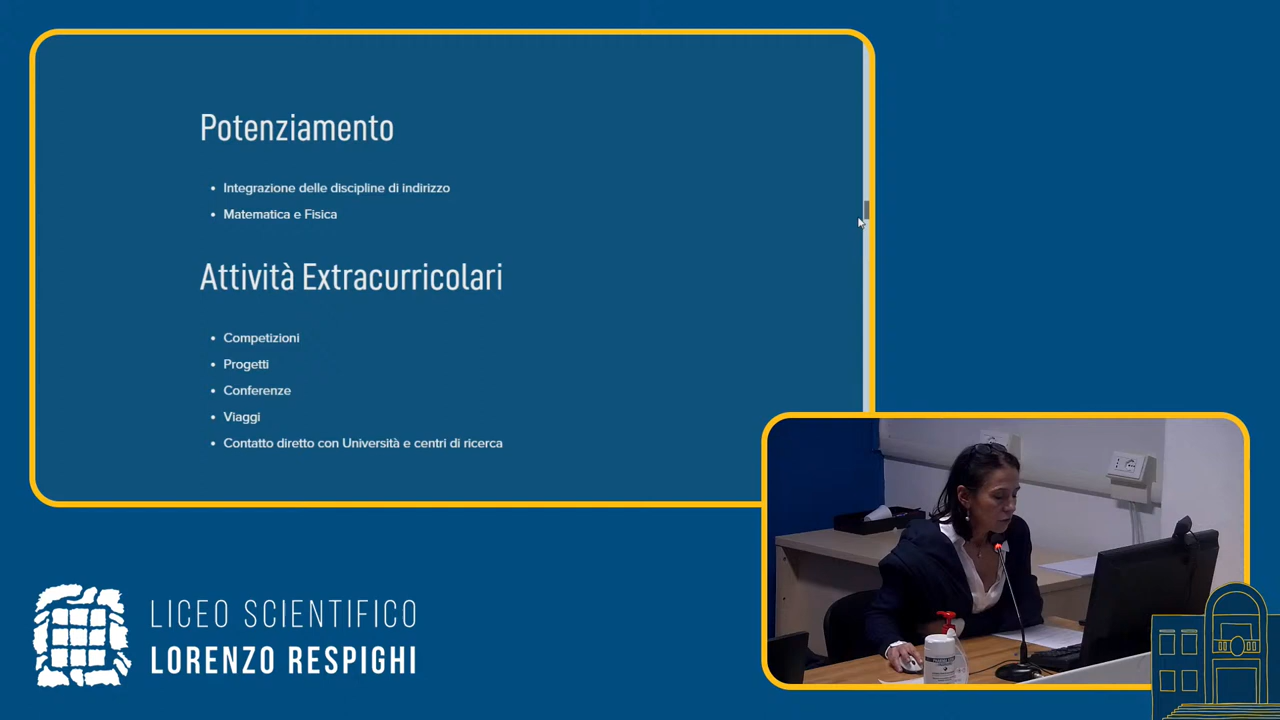 Potenziamento
Integrazione delle discipline di indirizzo
Matematica e Fisica
Attività Extracurricolari
Competizioni
Progetti
Conferenze
Viaggi
Contatto diretto con Università e centri di ricerca
LICEO SCIENTIFICO
LORENZO RESPIGHI